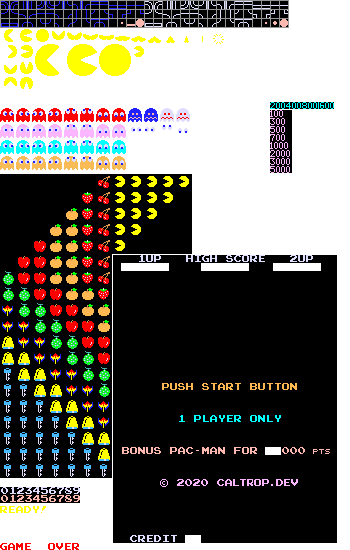 2004008001600
100
300
500
700
1000
2000
3000
5000
1UP HIGH SCORE 2UP
PUSH START BUTTON
1 PLAYER ONLY
BONUS PAC-MAN FOR 000 PTS
© 2020 CALTROP.DEV
CREDIT
0123456789
0123456789
READY!
GAME OVER